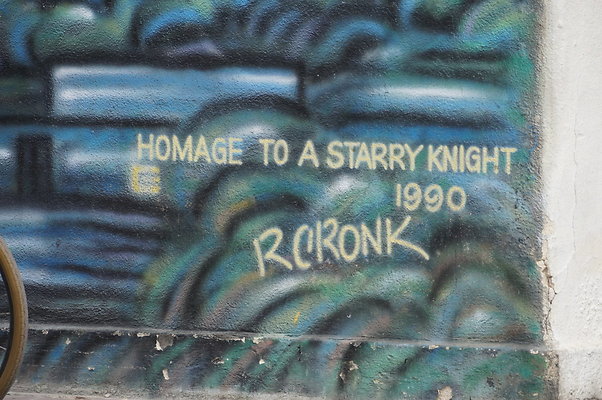 HOMAGE TO A STARRY KNIGHT
1990
RCRONK